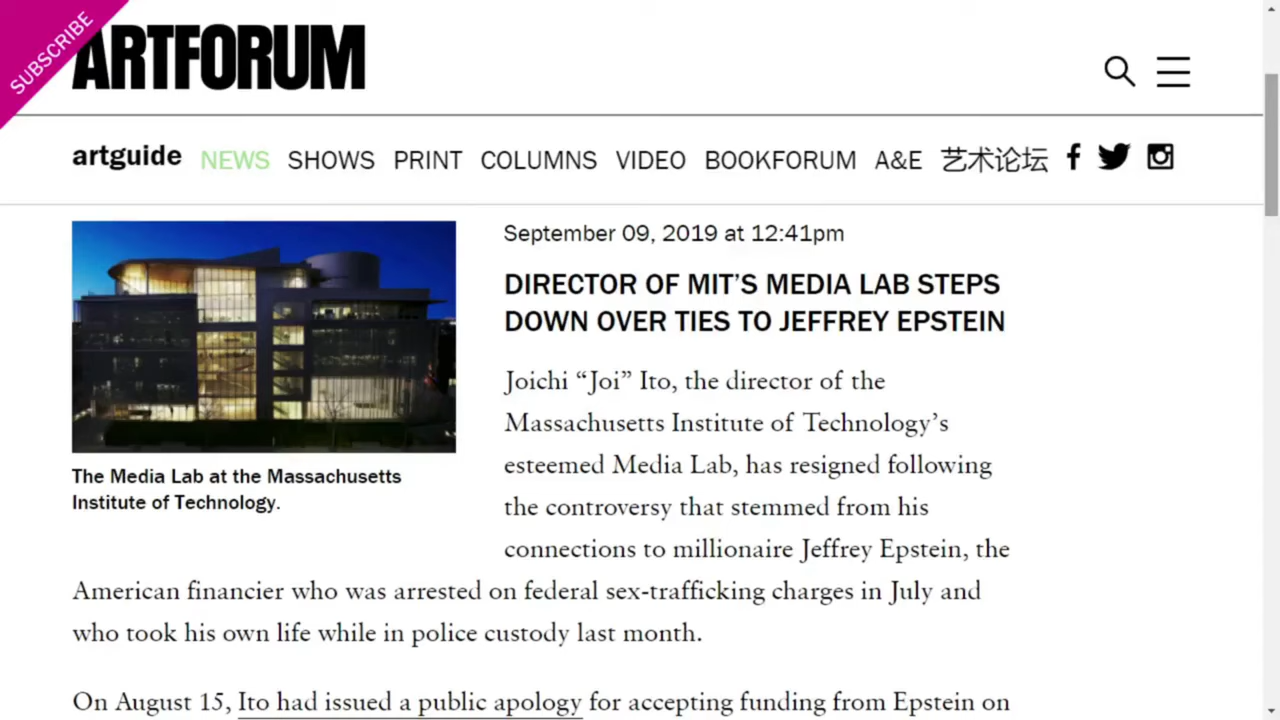 SUBSCRIBE
ARTFORUM
artguide NEWS SHOWS PRINT COLUMNS VIDEO BOOKFORUM A&E 艺术论坛
September 09, 2019 at 12:41pm
DIRECTOR OF MIT’S MEDIA LAB STEPS
DOWN OVER TIES TO JEFFREY EPSTEIN
The Media Lab at the Massachusetts
Institute of Technology.
Joichi “Joi” Ito, the director of the
Massachusetts Institute of Technology’s
esteemed Media Lab, has resigned following
the controversy that stemmed from his
connections to millionaire Jeffrey Epstein, the
American financier who was arrested on federal sex-trafficking charges in July and
who took his own life while in police custody last month.
On August 15, Ito had issued a public apology for accepting funding from Epstein on